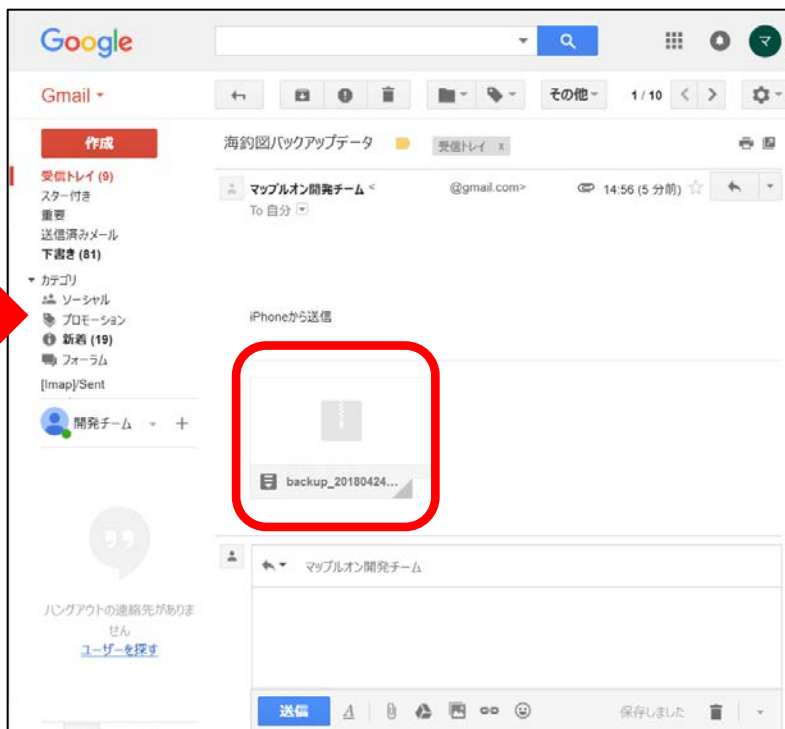 Google
マ
Gmail
その他
1 / 10
作成
受信トレイ (9)
スター付き
重要
送信済みメール
下書き (81)
カテゴリ
ソーシャル
プロモーション
新着 (19)
フォーラム
[Imap]/Sent
開発チーム
ハングアウトの連絡先がありま
せん
ユーザーを探す
海釣図バックアップデータ 受信トレイ x
マップルオン開発チーム < @gmail.com> 14:56 (5 分前)
To 自分
iPhoneから送信
backup_20180424...
マップルオン開発チーム
送信 A 保存しました